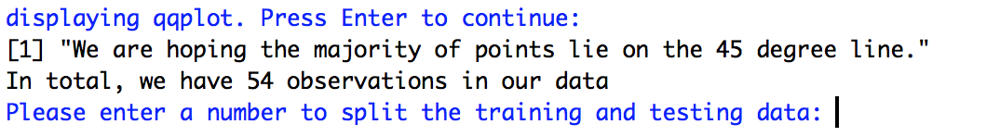 displaying qqplot. Press Enter to continue:
[1] "We are hoping the majority of points lie on the 45 degree line."
In total, we have 54 observations in our data
Please enter a number to split the training and testing data: